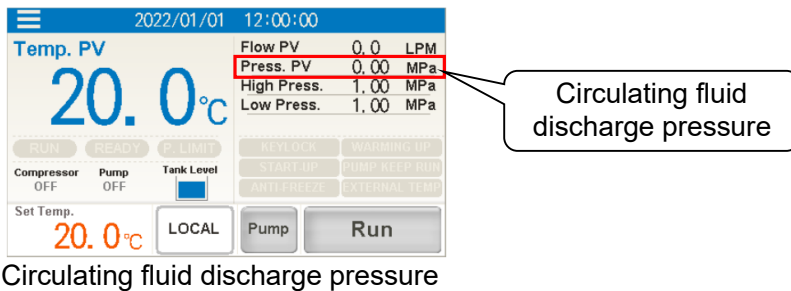 2022/01/01 12:00:00
Temp. PV
20.0℃
Flow PV 0.0 LPM
Press. PV 0.00 MPa
High Press. 1.00 MPa
Low Press. 1.00 MPa
RUN READY P. LIMIT
KEYLOCK WARMING UP
START-UP PUMP KEEP RUN
ANTI FREEZE EXTERNAL TEMP
Compressor Pump Tank Level
OFF OFF
Set Temp.
20.0℃
LOCAL Pump Run
Circulating fluid
discharge pressure
Circulating fluid discharge pressure